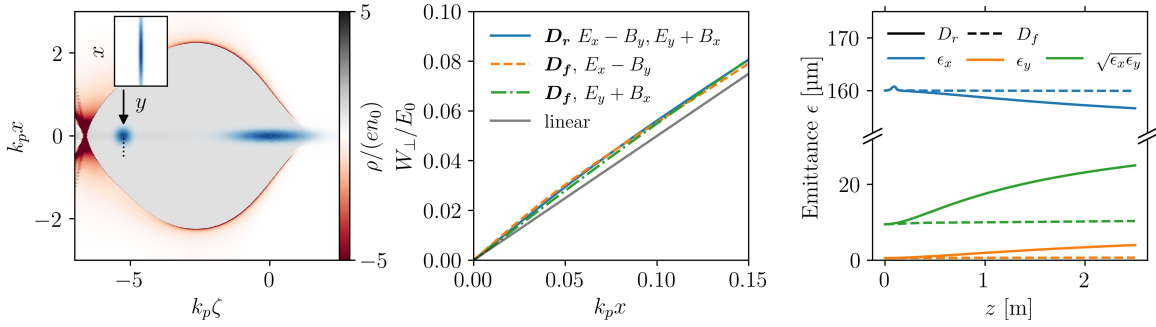 2
0
−2
k_p x
−5
0
k_p ζ
x
y
5
−5
ρ/(en_0)
0.10
0.08
0.06
0.04
0.02
0.00
W_⊥/E_0
0.00
0.05
0.10
0.15
k_p x
D_r E_x − B_y, E_y + B_x
D_f, E_x − B_y
D_f, E_y + B_x
linear
175
160
20
0
Emittance ϵ [µm]
0
1
2
z [m]
D_r D_f
ϵ_x ϵ_y √ϵ_xϵ_y